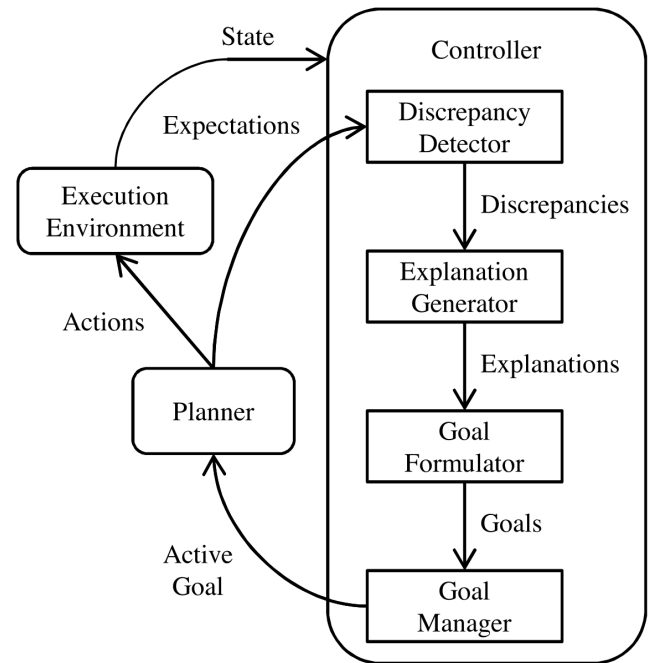 State
Controller
Expectations
Discrepancy
Detector
Execution
Environment
Discrepancies
Explanation
Generator
Actions
Explanations
Planner
Goal
Formulator
Goals
Active
Goal
Goal
Manager